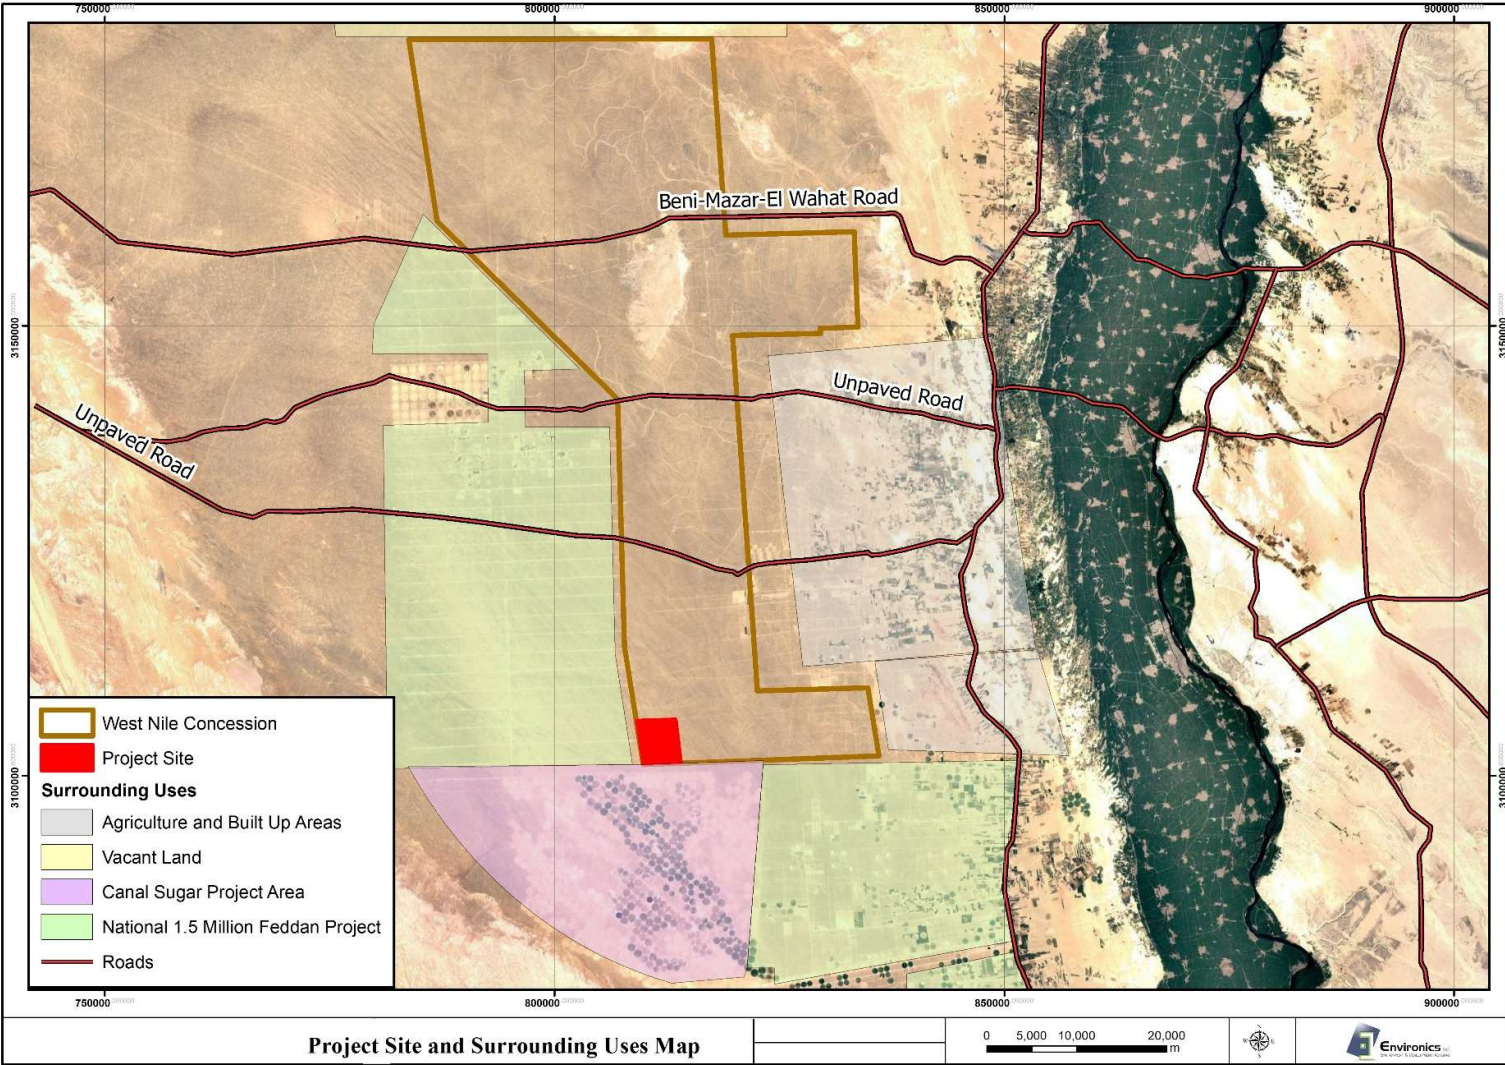 750000 800000 850000 900000
Beni-Mazar-El Wahat Road
3150000 3150000
Unpaved Road
Unpaved Road
West Nile Concession
Project Site
Surrounding Uses
Agriculture and Built Up Areas
Vacant Land
Canal Sugar Project Area
National 1.5 Million Feddan Project
Roads
3100000 3100000
750000 800000 850000 900000
Project Site and Surrounding Uses Map
0 5,000 10,000 20,000
m
Environics